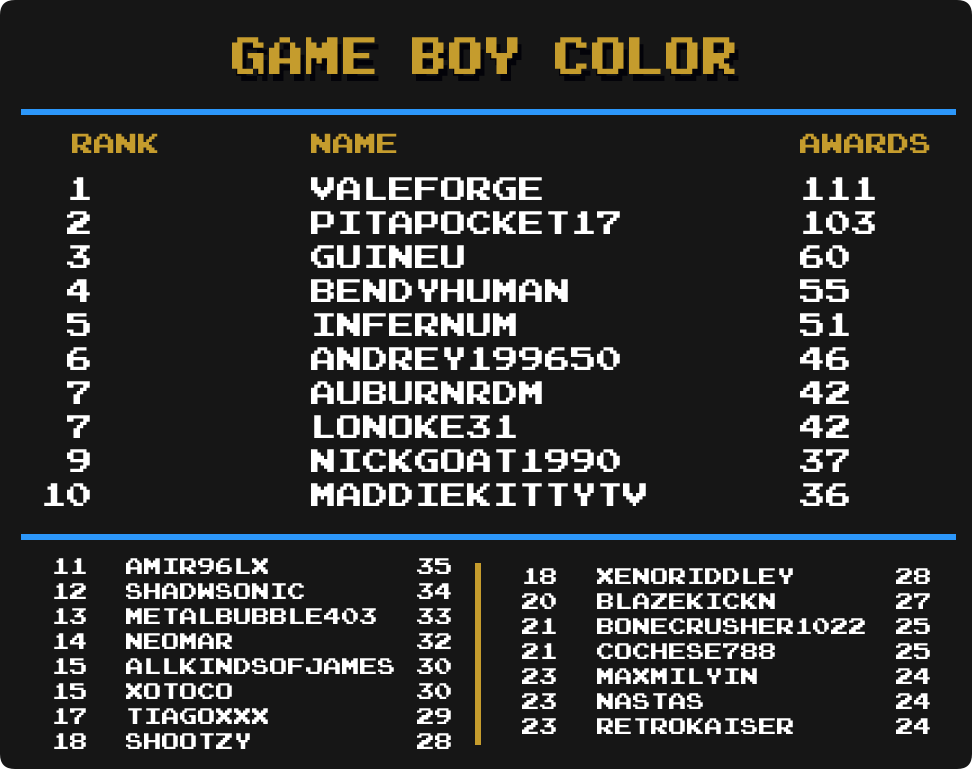 GAME BOY COLOR
RANK NAME AWARDS
1 VALEFORGE 111
2 PITAPOCKET17 103
3 GUINEU 60
4 BENDYHUMAN 55
5 INFERNUM 51
6 ANDREY199650 46
7 AUBURNRDM 42
7 LONOKE31 42
9 NICKGOAT1990 37
10 MADDIEKITTYTV 36
11 AMIR96LX 35
12 SHADWSONIC 34
13 METALBUBBLE403 33
14 NEOMAR 32
15 ALLKINDSOFJAMES 30
15 XOTOCO 30
17 TIAGOXXX 29
18 SHOOTZY 28
18 XENORIDDLEY 28
20 BLAZEKICKN 27
21 BONECRUSHER1022 25
21 COCHESE788 25
23 MAXMILYIN 24
23 NASTAS 24
23 RETROKAISER 24